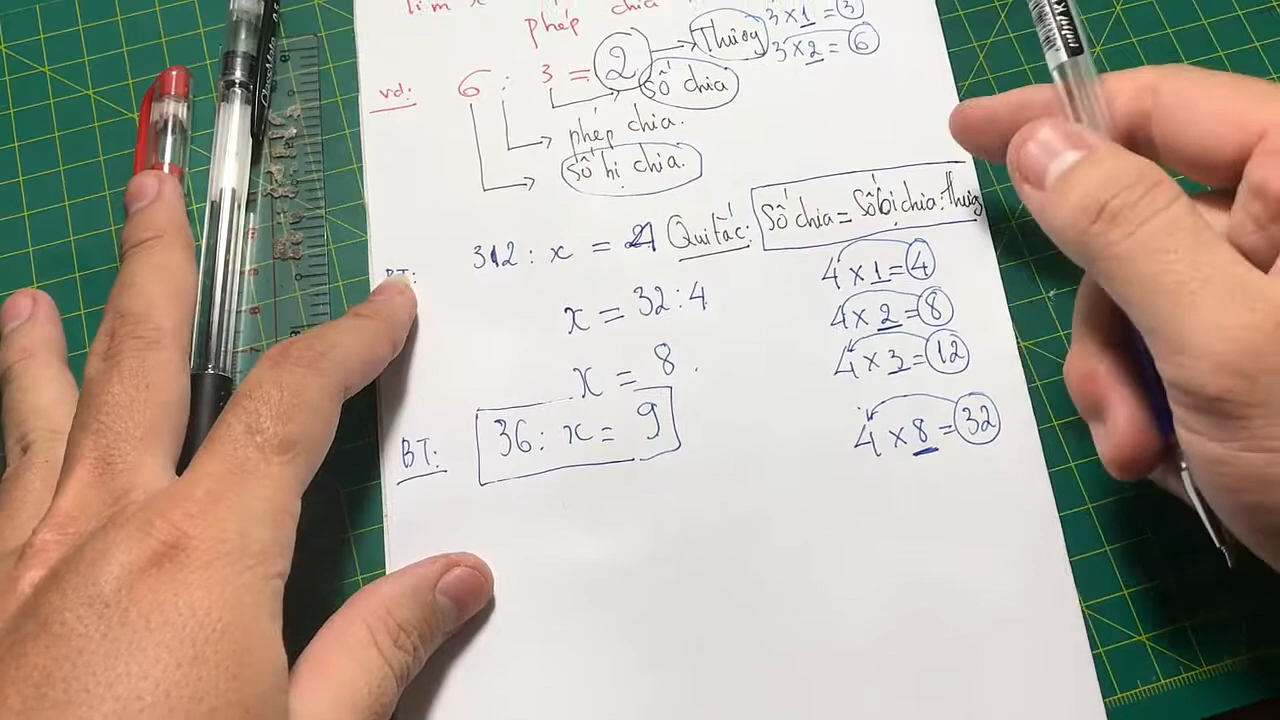 tìm x phép chia
3 × 1 = 3
3 × 2 = 6
vd: 6 : 3 = 2 → Thương
Số chia
phép chia.
Số bị chia.
Qui tắc: Số chia = Số bị chia : thương
32 : x = 4
x = 32 : 4
x = 8.
4 × 1 = 4
4 × 2 = 8
4 × 3 = 12
4 × 8 = 32
BT: 36 : x = 9